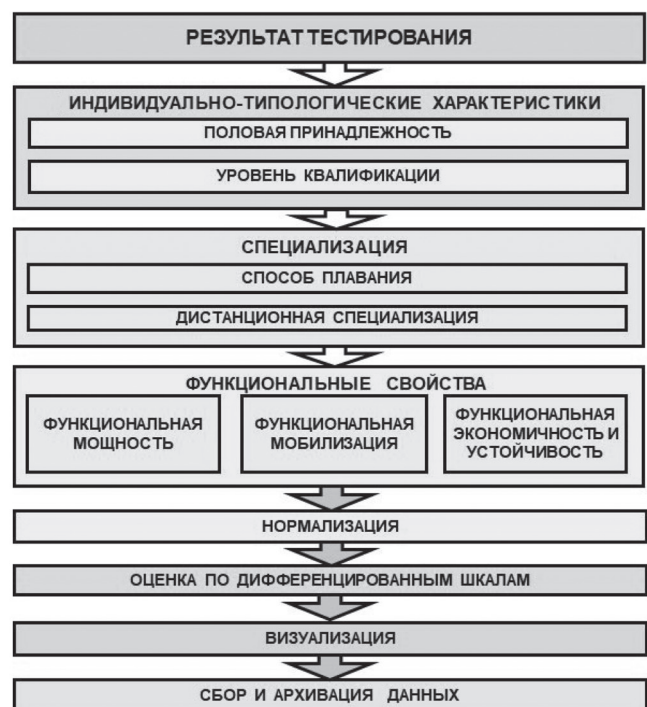 РЕЗУЛЬТАТ ТЕСТИРОВАНИЯ
ИНДИВИДУАЛЬНО-ТИПОЛОГИЧЕСКИЕ ХАРАКТЕРИСТИКИ
ПОЛОВАЯ ПРИНАДЛЕЖНОСТЬ
УРОВЕНЬ КВАЛИФИКАЦИИ
СПЕЦИАЛИЗАЦИЯ
СПОСОБ ПЛАВАНИЯ
ДИСТАНЦИОННАЯ СПЕЦИАЛИЗАЦИЯ
ФУНКЦИОНАЛЬНЫЕ СВОЙСТВА
ФУНКЦИОНАЛЬНАЯ
МОЩНОСТЬ
ФУНКЦИОНАЛЬНАЯ
МОБИЛИЗАЦИЯ
ФУНКЦИОНАЛЬНАЯ
ЭКОНОМИЧНОСТЬ И
УСТОЙЧИВОСТЬ
НОРМАЛИЗАЦИЯ
ОЦЕНКА ПО ДИФФЕРЕНЦИРОВАННЫМ ШКАЛАМ
ВИЗУАЛИЗАЦИЯ
СБОР И АРХИВАЦИЯ ДАННЫХ